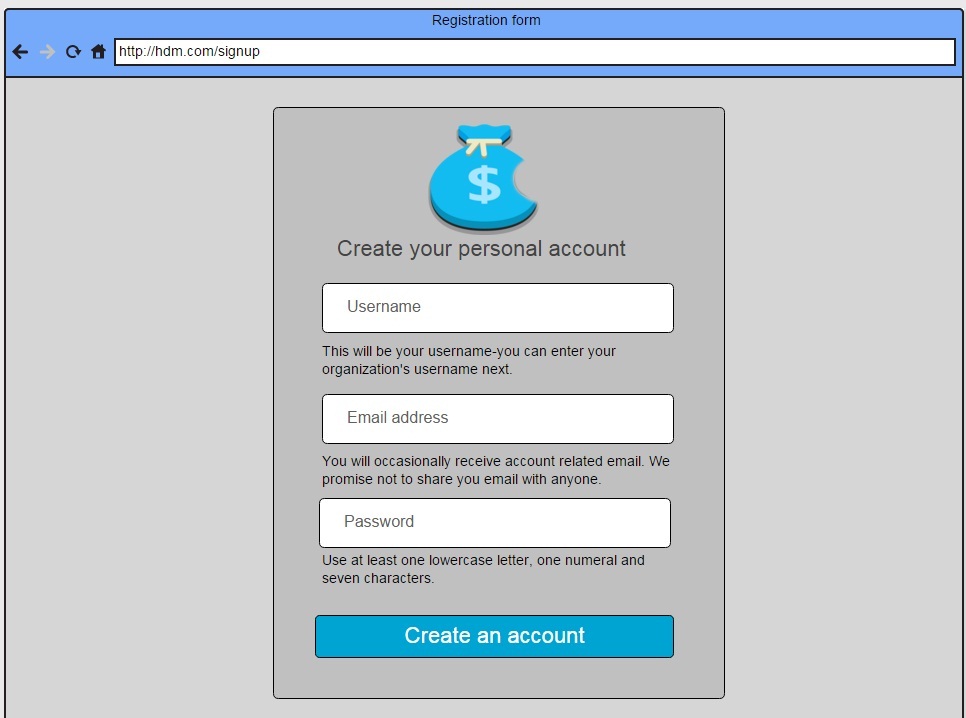 Registration form
http://hdm.com/signup
$
Create your personal account
Username
This will be your username-you can enter your
organization's username next.
Email address
You will occasionally receive account related email. We
promise not to share you email with anyone.
Password
Use at least one lowercase letter, one numeral and
seven characters.
Create an account